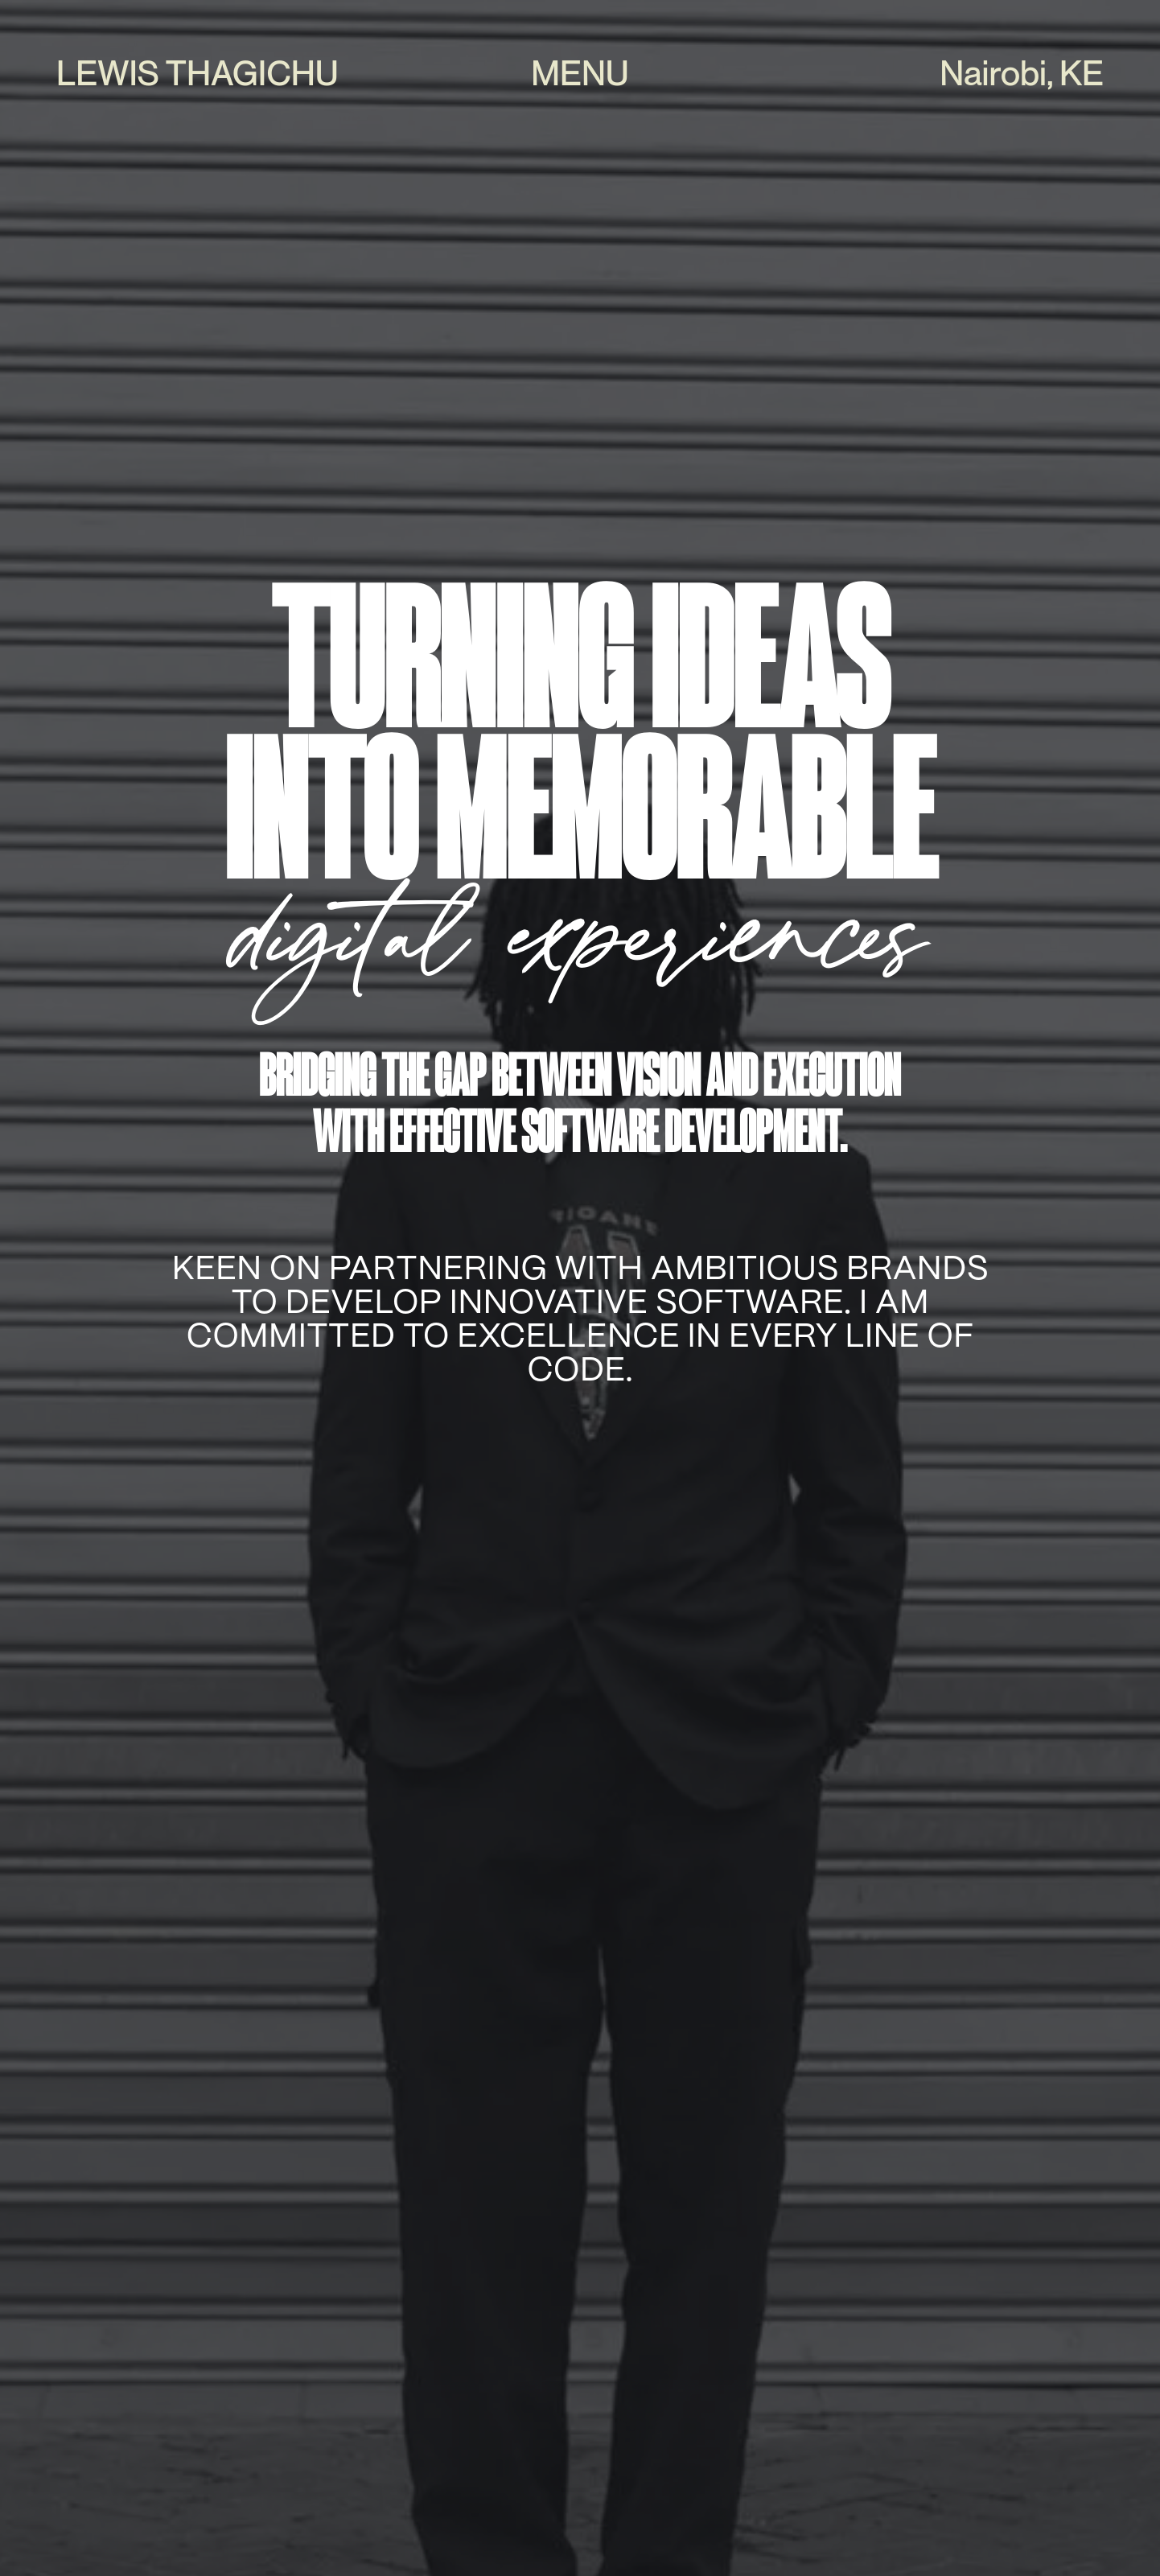 LEWIS THAGICHU
MENU
Nairobi, KE
TURNING IDEAS
INTO MEMORABLE
digital experiences
BRIDGING THE GAP BETWEEN VISION AND EXECUTION
WITH EFFECTIVE SOFTWARE DEVELOPMENT.
KEEN ON PARTNERING WITH AMBITIOUS BRANDS
TO DEVELOP INNOVATIVE SOFTWARE. I AM
COMMITTED TO EXCELLENCE IN EVERY LINE OF
CODE.